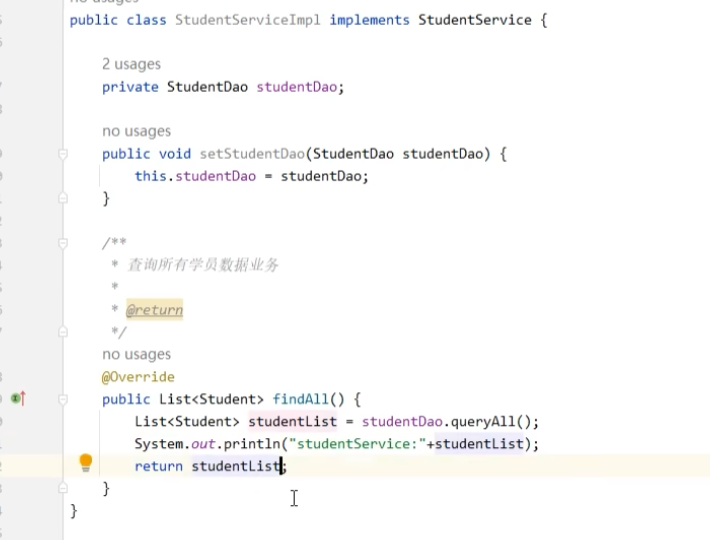 public class StudentServiceImpl implements StudentService {
2 usages
private StudentDao studentDao;
no usages
public void setStudentDao(StudentDao studentDao) {
this.studentDao = studentDao;
}
/**
* 查询所有学员数据业务
*
* @return
*/
no usages
@Override
public List<Student> findAll() {
List<Student> studentList = studentDao.queryAll();
System.out.println("studentService:"+studentList);
return studentList;
}
}